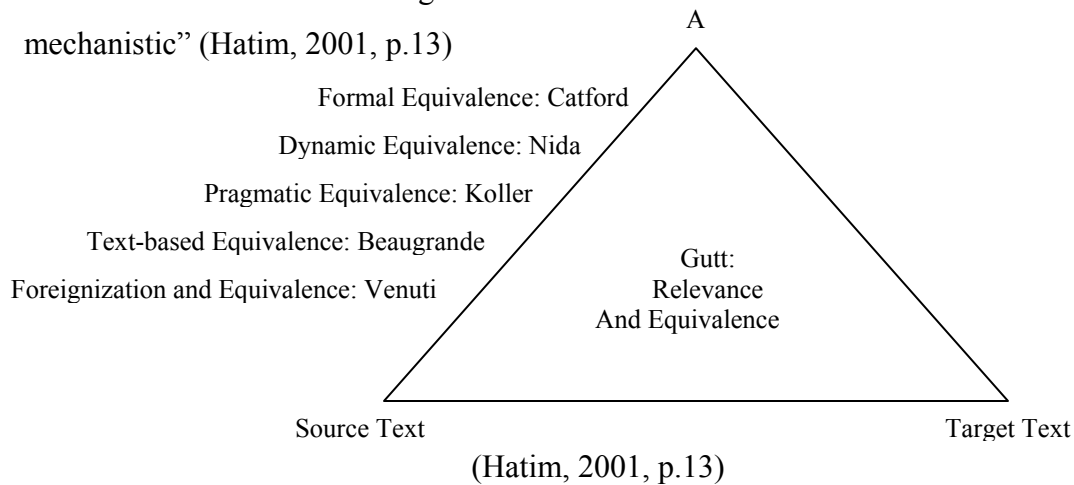 mechanistic” (Hatim, 2001, p.13)
A
Formal Equivalence: Catford
Dynamic Equivalence: Nida
Pragmatic Equivalence: Koller
Text-based Equivalence: Beaugrande
Foreignization and Equivalence: Venuti
Gutt:
Relevance
And Equivalence
Source Text
Target Text
(Hatim, 2001, p.13)